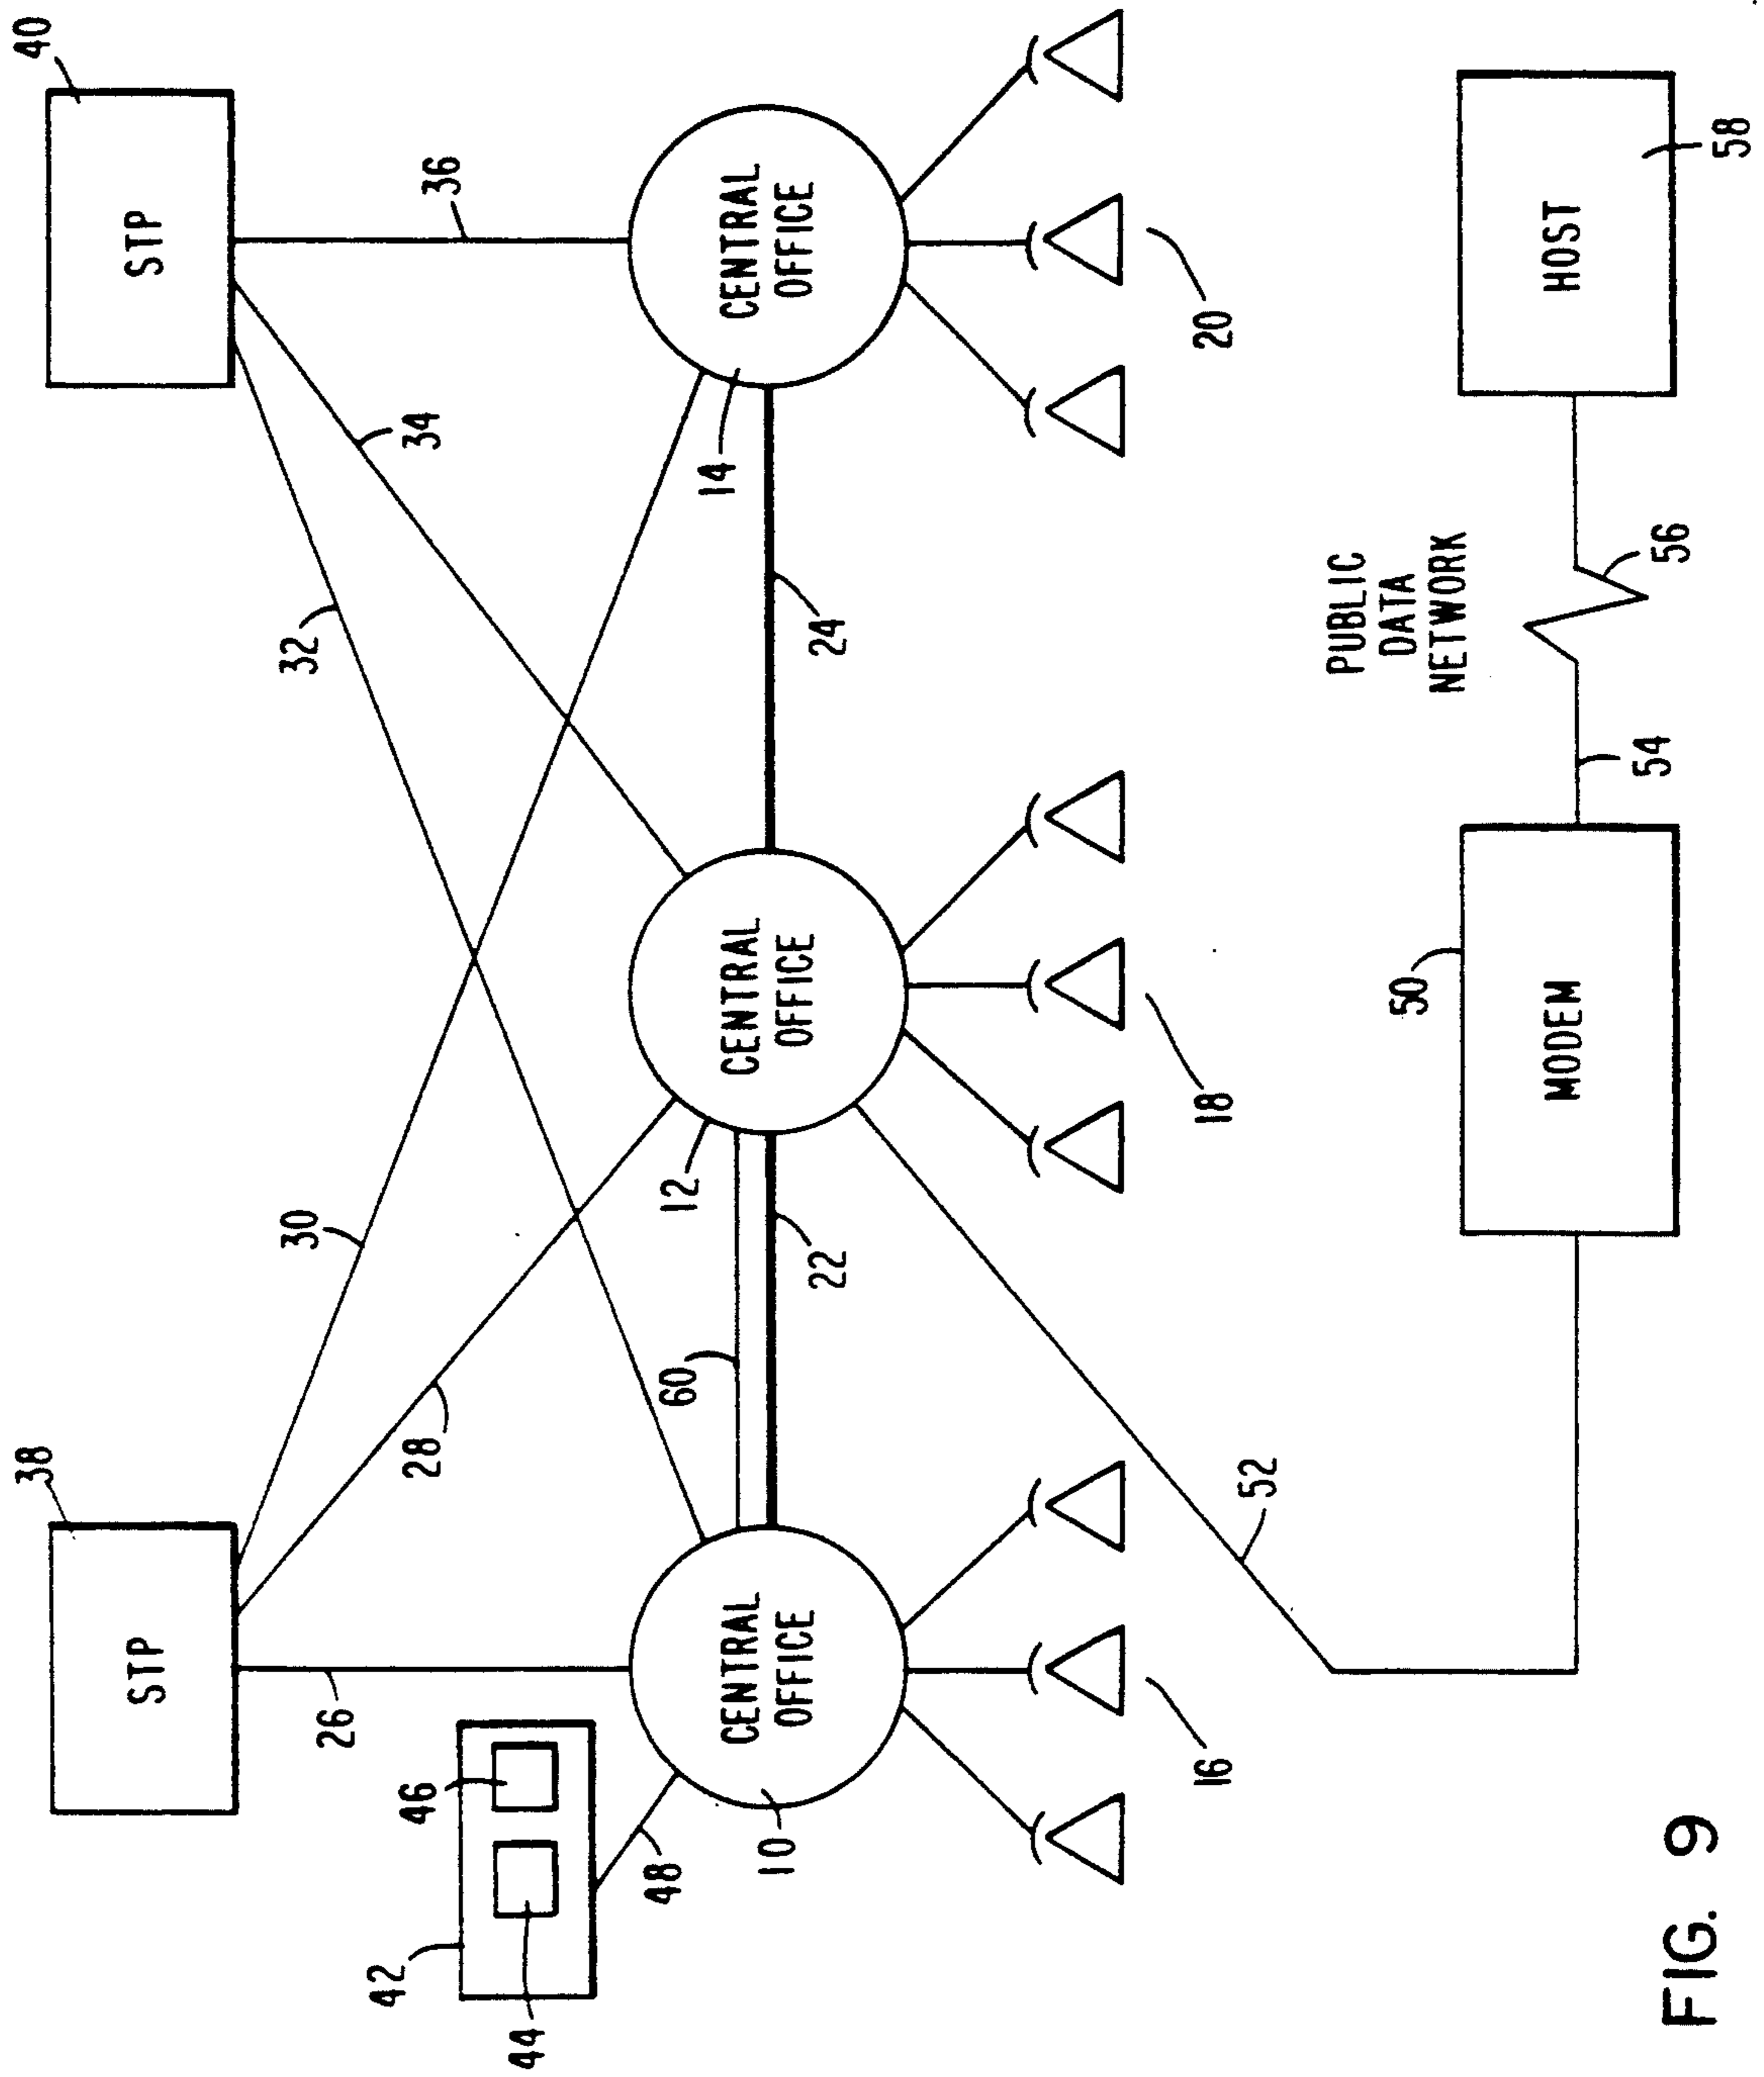 38
40
STP
STP
30
32
26
28
34
36
42
44
46
48
60
12
14
10
CENTRAL
OFFICE
CENTRAL
OFFICE
CENTRAL
OFFICE
22
24
16
18
20
52
50
PUBLIC
DATA
NETWORK
MODEM
54
56
HOST
58
FIG. 9